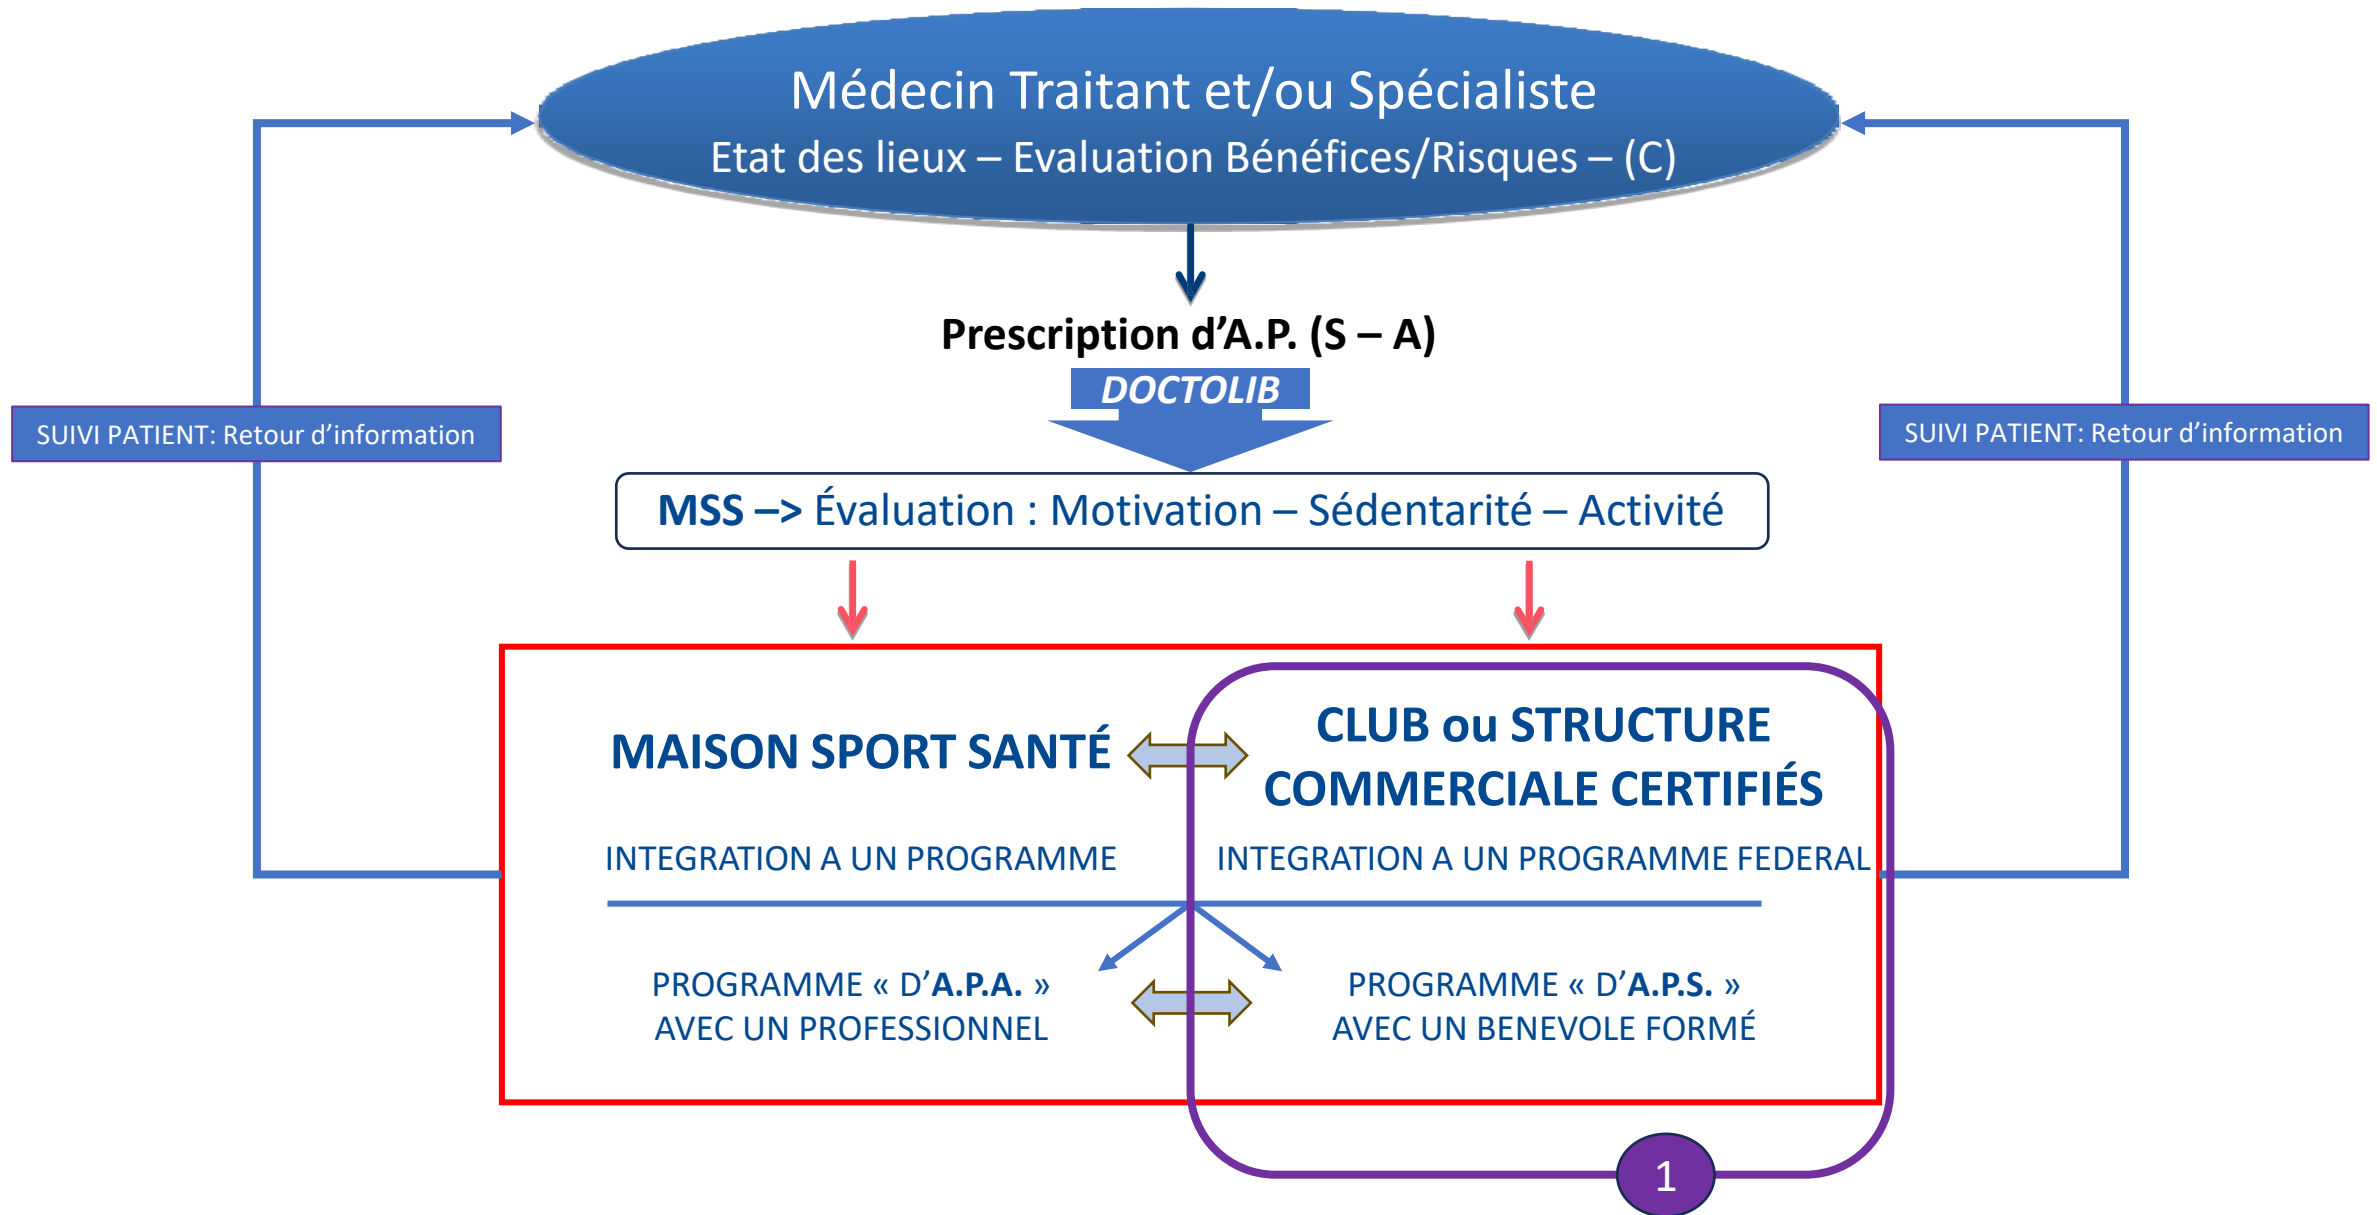 Médecin Traitant et/ou Spécialiste
Etat des lieux – Evaluation Bénéfices/Risques – (C)
Prescription d’A.P. (S – A)
DOCTOLIB
SUIVI PATIENT: Retour d’information
SUIVI PATIENT: Retour d’information
MSS –> Évaluation : Motivation – Sédentarité – Activité
MAISON SPORT SANTÉ
CLUB ou STRUCTURE
COMMERCIALE CERTIFIÉS
INTEGRATION A UN PROGRAMME
INTEGRATION A UN PROGRAMME FEDERAL
PROGRAMME « D’A.P.A. »
AVEC UN PROFESSIONNEL
PROGRAMME « D’A.P.S. »
AVEC UN BENEVOLE FORMÉ
1